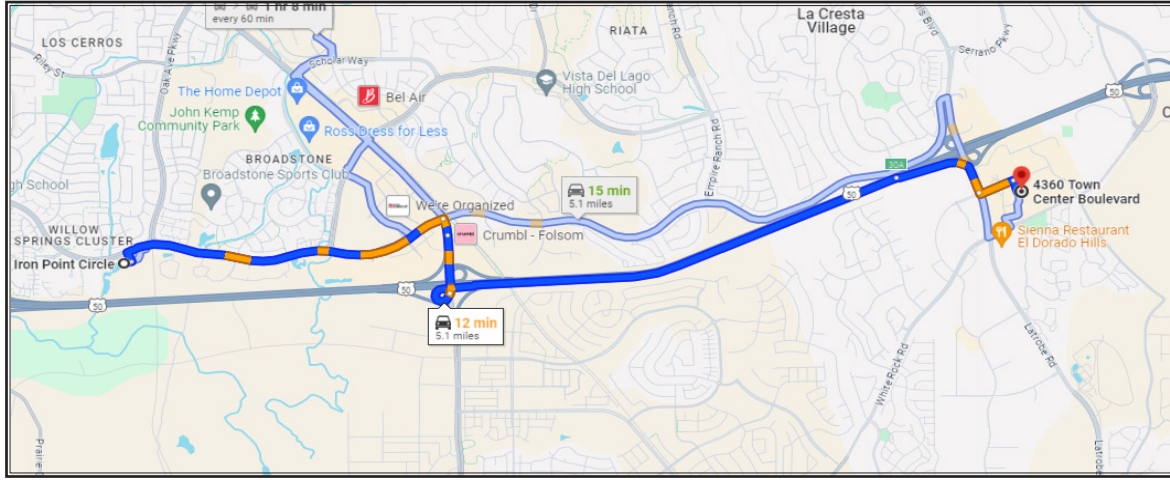 1 hr 8 min
every 60 min
LOS CERROS
Riley St
Oak Ave Pkwy
Scholar Way
The Home Depot
John Kemp
Community Park
Bel Air
Ross Dress for Less
BROADSTONE
Broadstone Sports Club
We're Organized
Crumbl - Folsom
WILLOW
SPRINGS CLUSTER
Iron Point Circle
50
50
12 min
5.1 miles
RIATA
Vista Del Lago
High School
Empire Ranch Rd
15 min
5.1 miles
La Cresta
Village
Serrano Pkwy
50
30A
50
4360 Town
Center Boulevard
Sienna Restaurant
El Dorado Hills
White Rock Rd
Latrobe Rd
Latrobe
Prairie